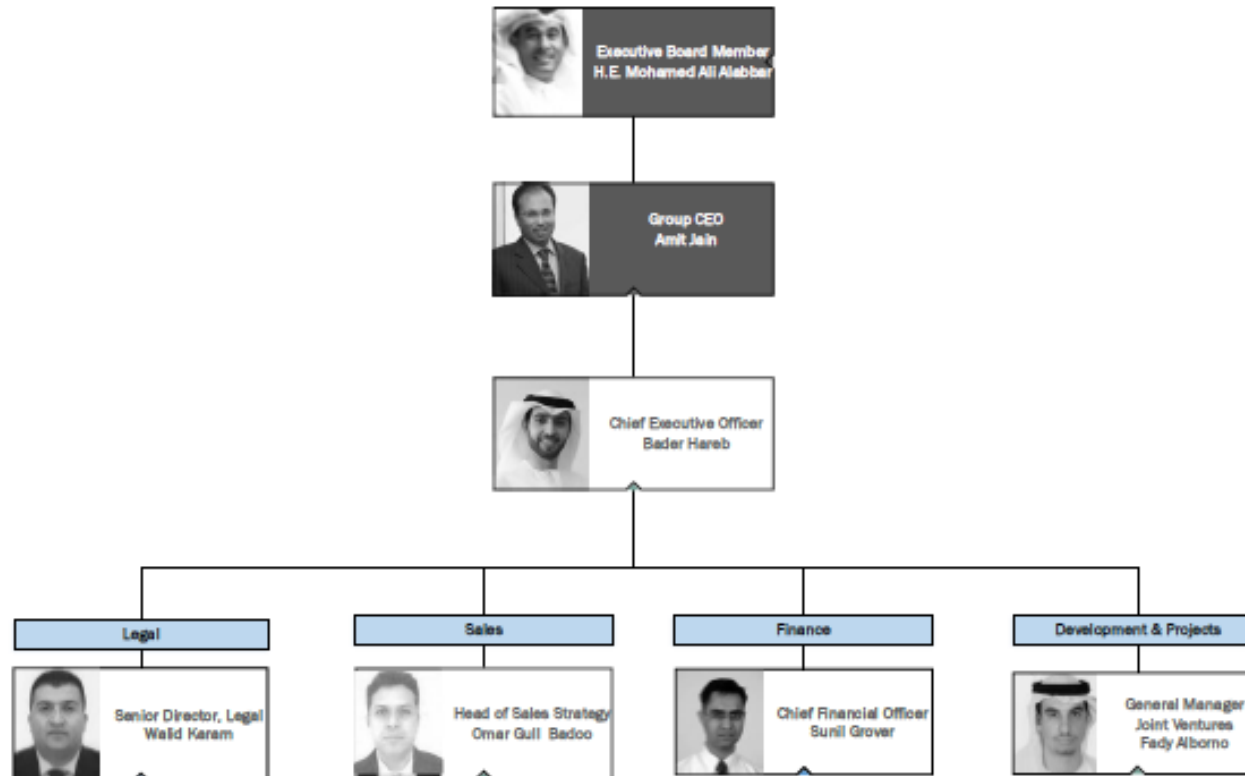 Executive Board Member
H.E. Mohamed Ali Alabbar
Group CEO
Amit Jain
Chief Executive Officer
Bader Hareb
Legal
Sales
Finance
Development & Projects
Senior Director, Legal
Walid Karam
Head of Sales Strategy
Omar Gull Badoo
Chief Financial Officer
Sunil Grover
General Manager
Joint Ventures
Fady Alborno